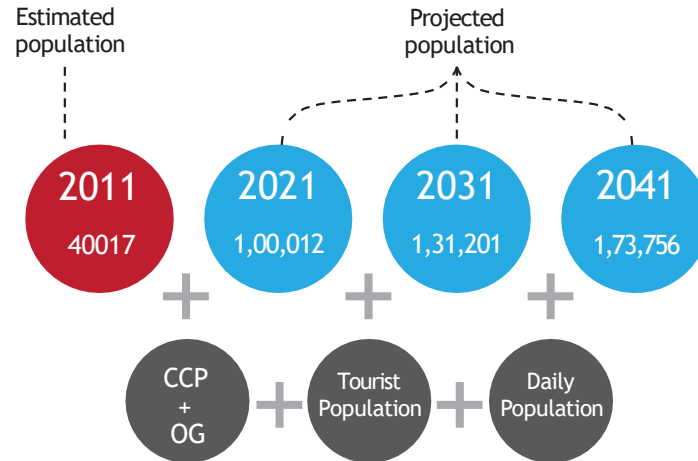 Estimated
population
Projected
population
2011
40017
2021
1,00,012
2031
1,31,201
2041
1,73,756
+
+
+
CCP
+
OG
+
Tourist
Population
+
Daily
Population